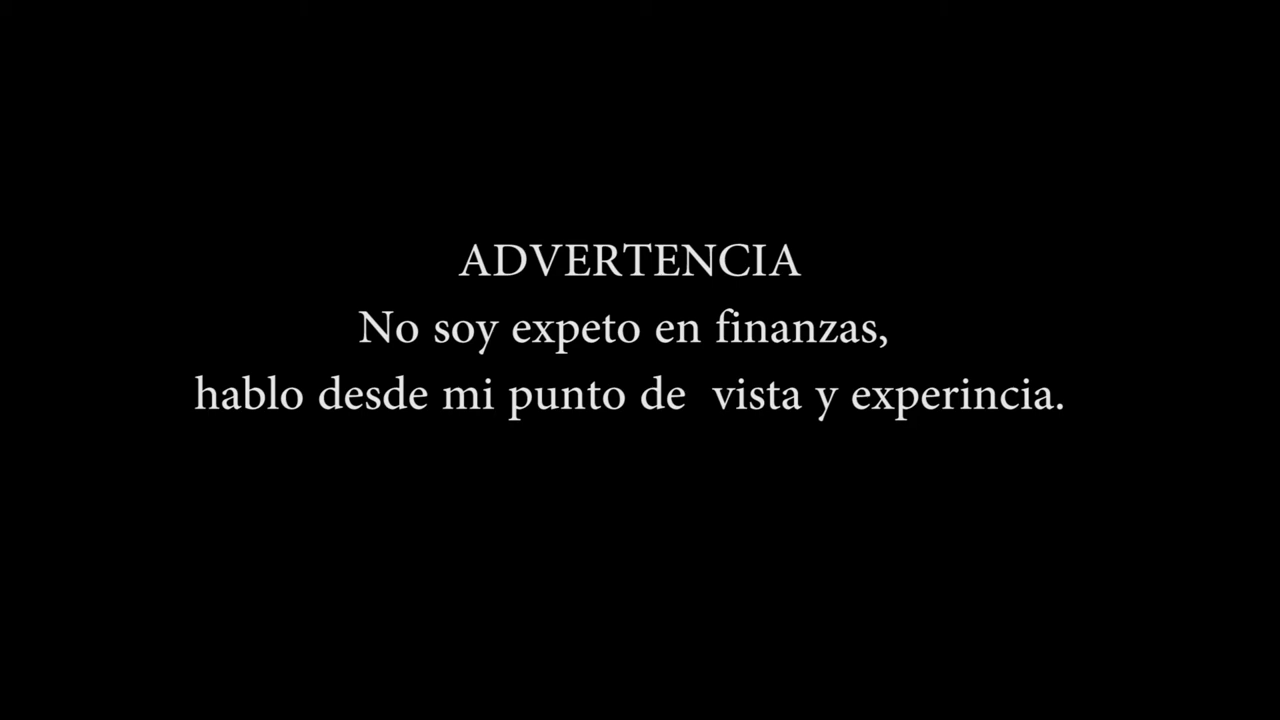 ADVERTENCIA
No soy expeto en finanzas,
hablo desde mi punto de  vista y experincia.